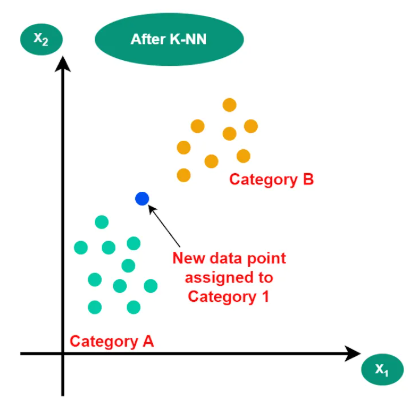 x₂
After K-NN
Category B
New data point
assigned to
Category 1
Category A
x₁